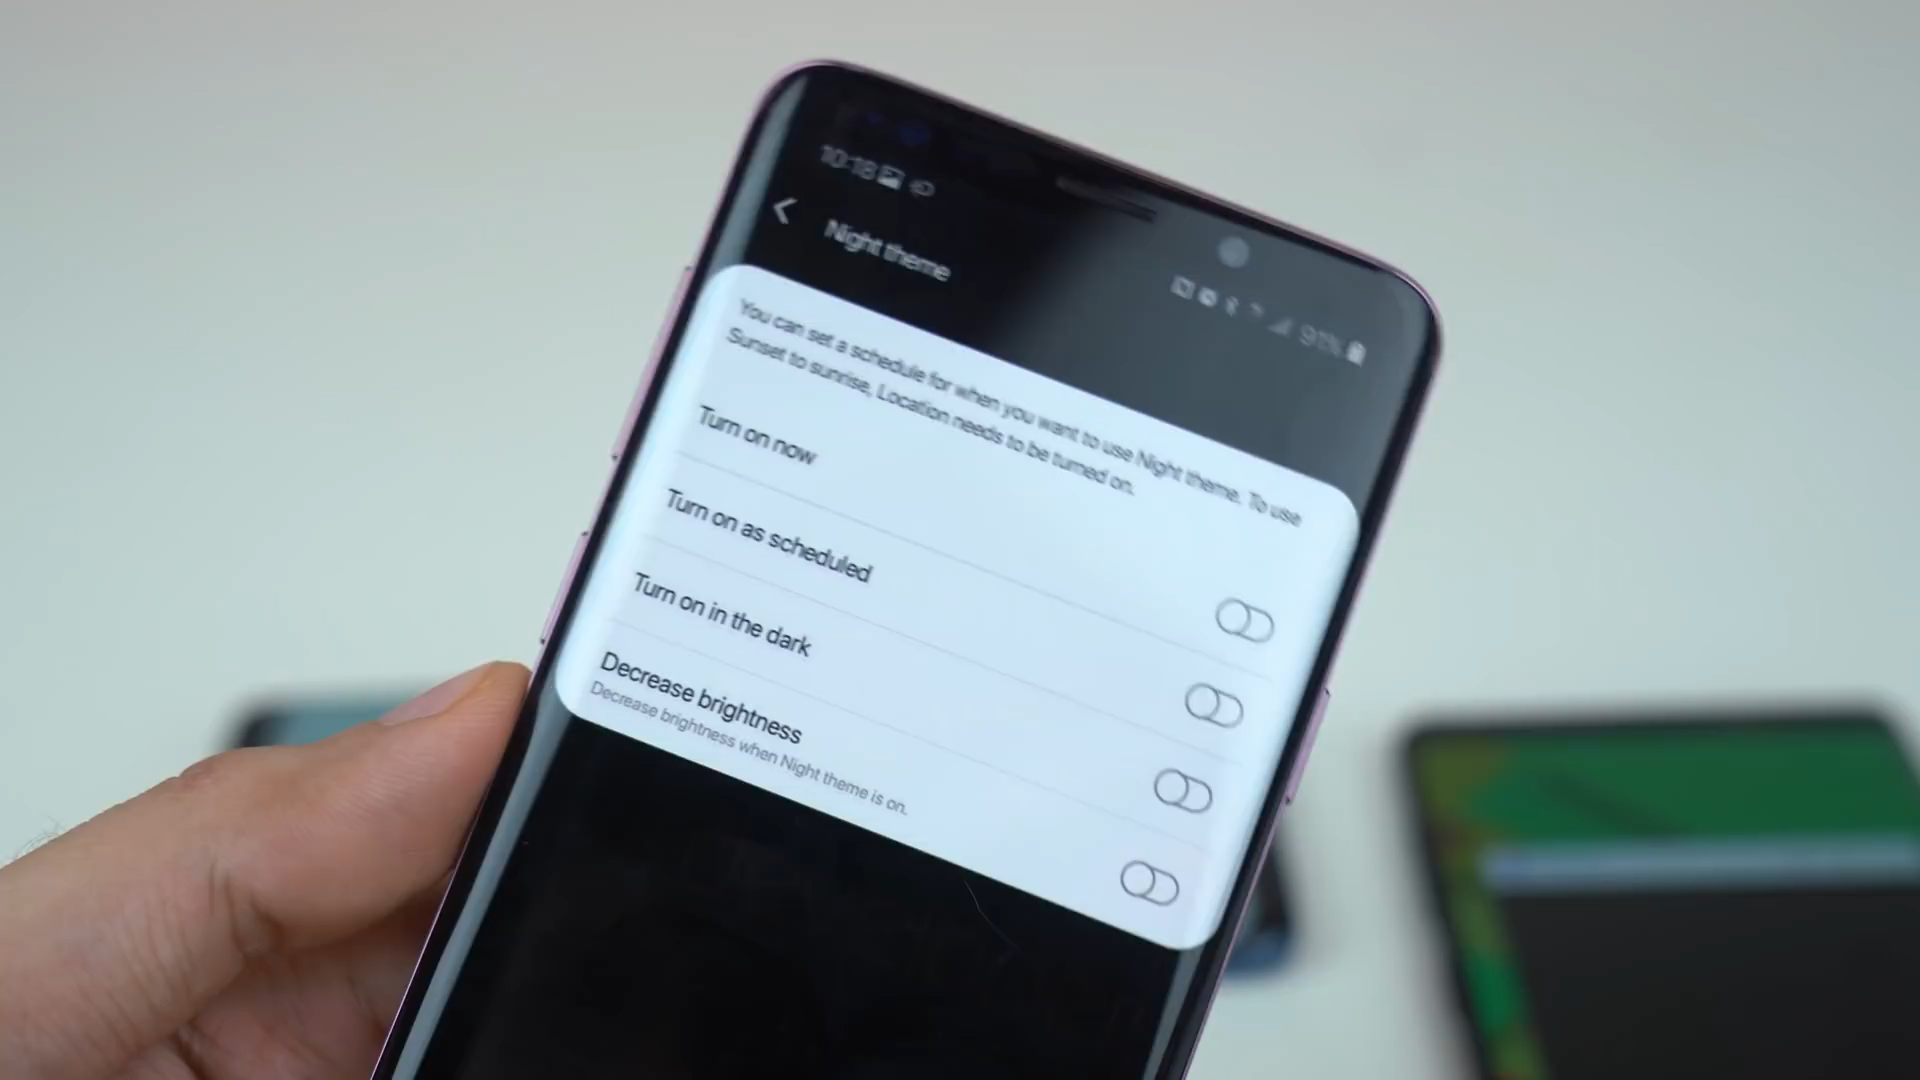 10:18
91%
Night theme
You can set a schedule for when you want to use Night theme. To use
Sunset to sunrise, Location needs to be turned on.
Turn on now
Turn on as scheduled
Turn on in the dark
Decrease brightness
Decrease brightness when Night theme is on.